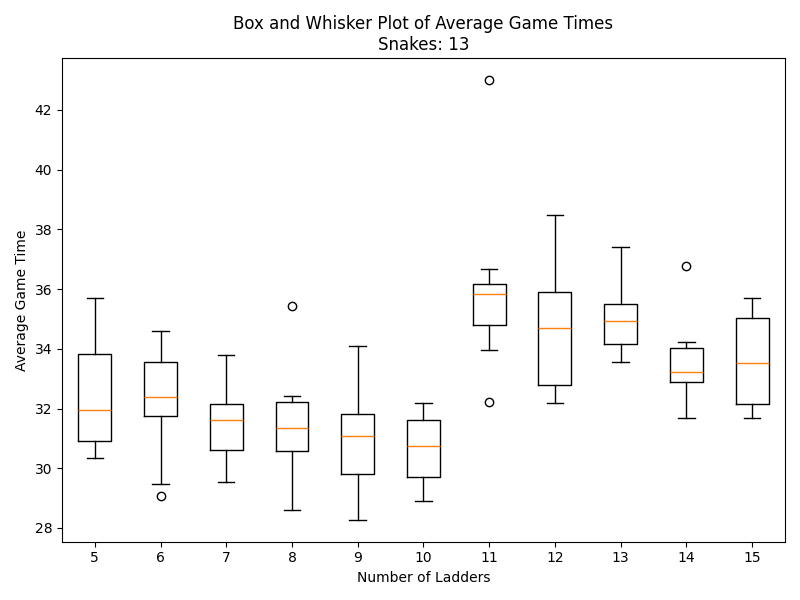 Box and Whisker Plot of Average Game Times
Snakes: 13
Average Game Time
42
40
38
36
34
32
30
28
5 6 7 8 9 10 11 12 13 14 15
Number of Ladders